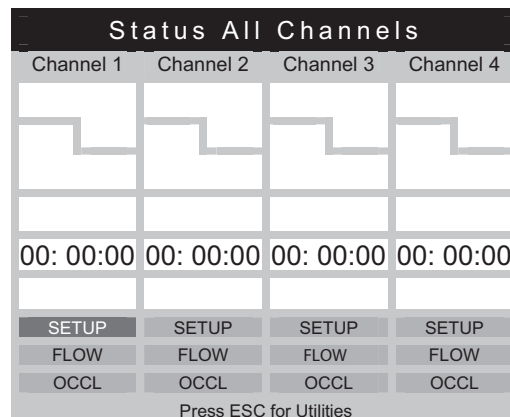 Status All Channels
Channel 1 Channel 2 Channel 3 Channel 4
00: 00:00 00: 00:00 00: 00:00 00: 00:00
SETUP SETUP SETUP SETUP
FLOW FLOW FLOW FLOW
OCCL OCCL OCCL OCCL
Press ESC for Utilities